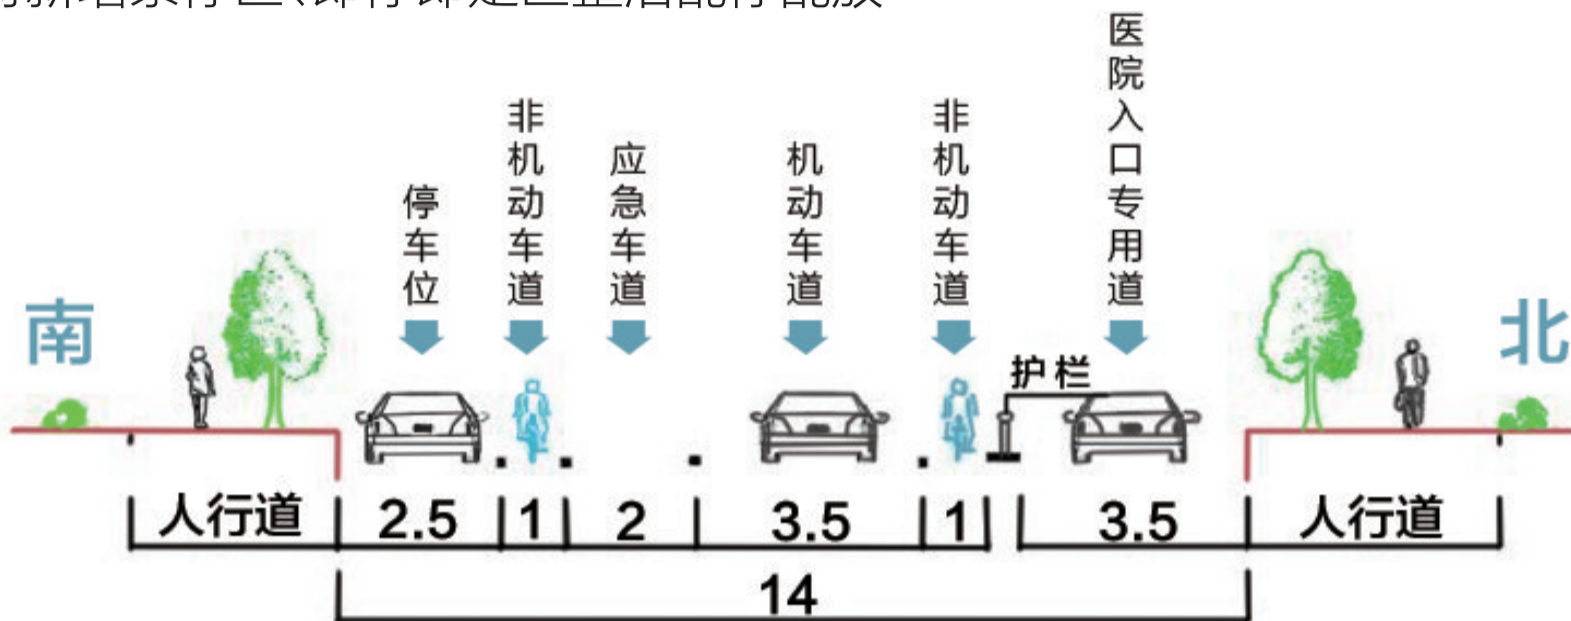 停车位
非机动车道
应急车道
机动车道
非机动车道
医院入口专用道
南
北
护栏
人行道
2.5
1
2
3.5
1
3.5
人行道
14